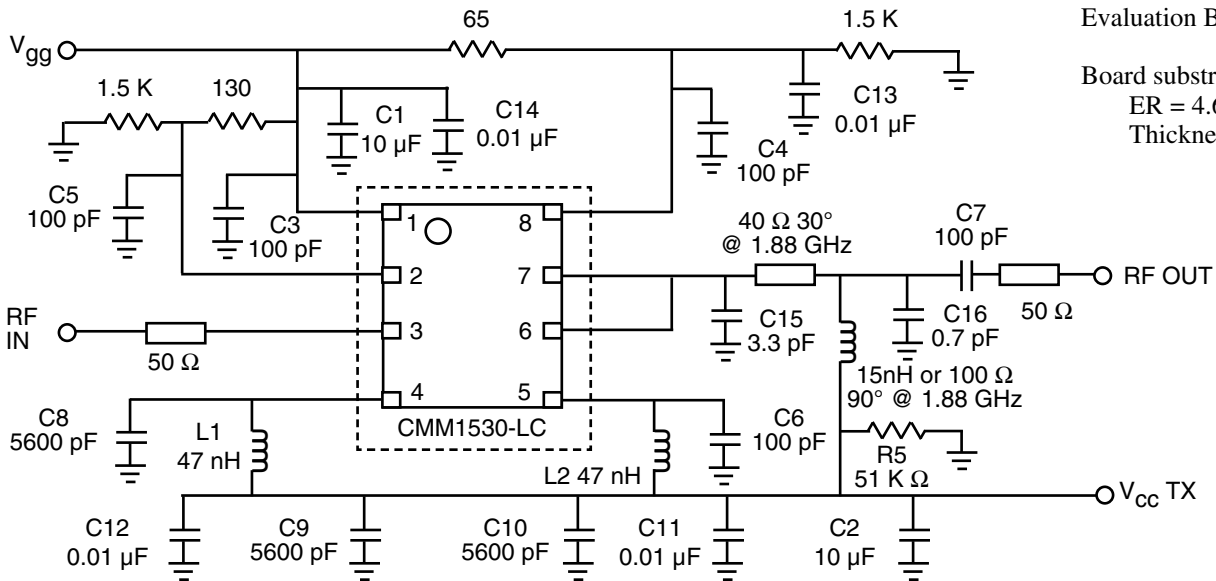 Evaluation B
Board substr
ER = 4.6
Thickne
Vgg
65
1.5 K
1.5 K
130
C1
10 µF
C14
0.01 µF
C13
0.01 µF
C4
100 pF
C5
100 pF
C3
100 pF
1
2
3
4
8
7
6
5
CMM1530-LC
40 Ω 30°
@ 1.88 GHz
C7
100 pF
RF OUT
50 Ω
RF
IN
50 Ω
C15
3.3 pF
C16
0.7 pF
15nH or 100 Ω
90° @ 1.88 GHz
C8
5600 pF
L1
47 nH
L2 47 nH
C6
100 pF
R5
51 K Ω
VCC TX
C12
0.01 µF
C9
5600 pF
C10
5600 pF
C11
0.01 µF
C2
10 µF